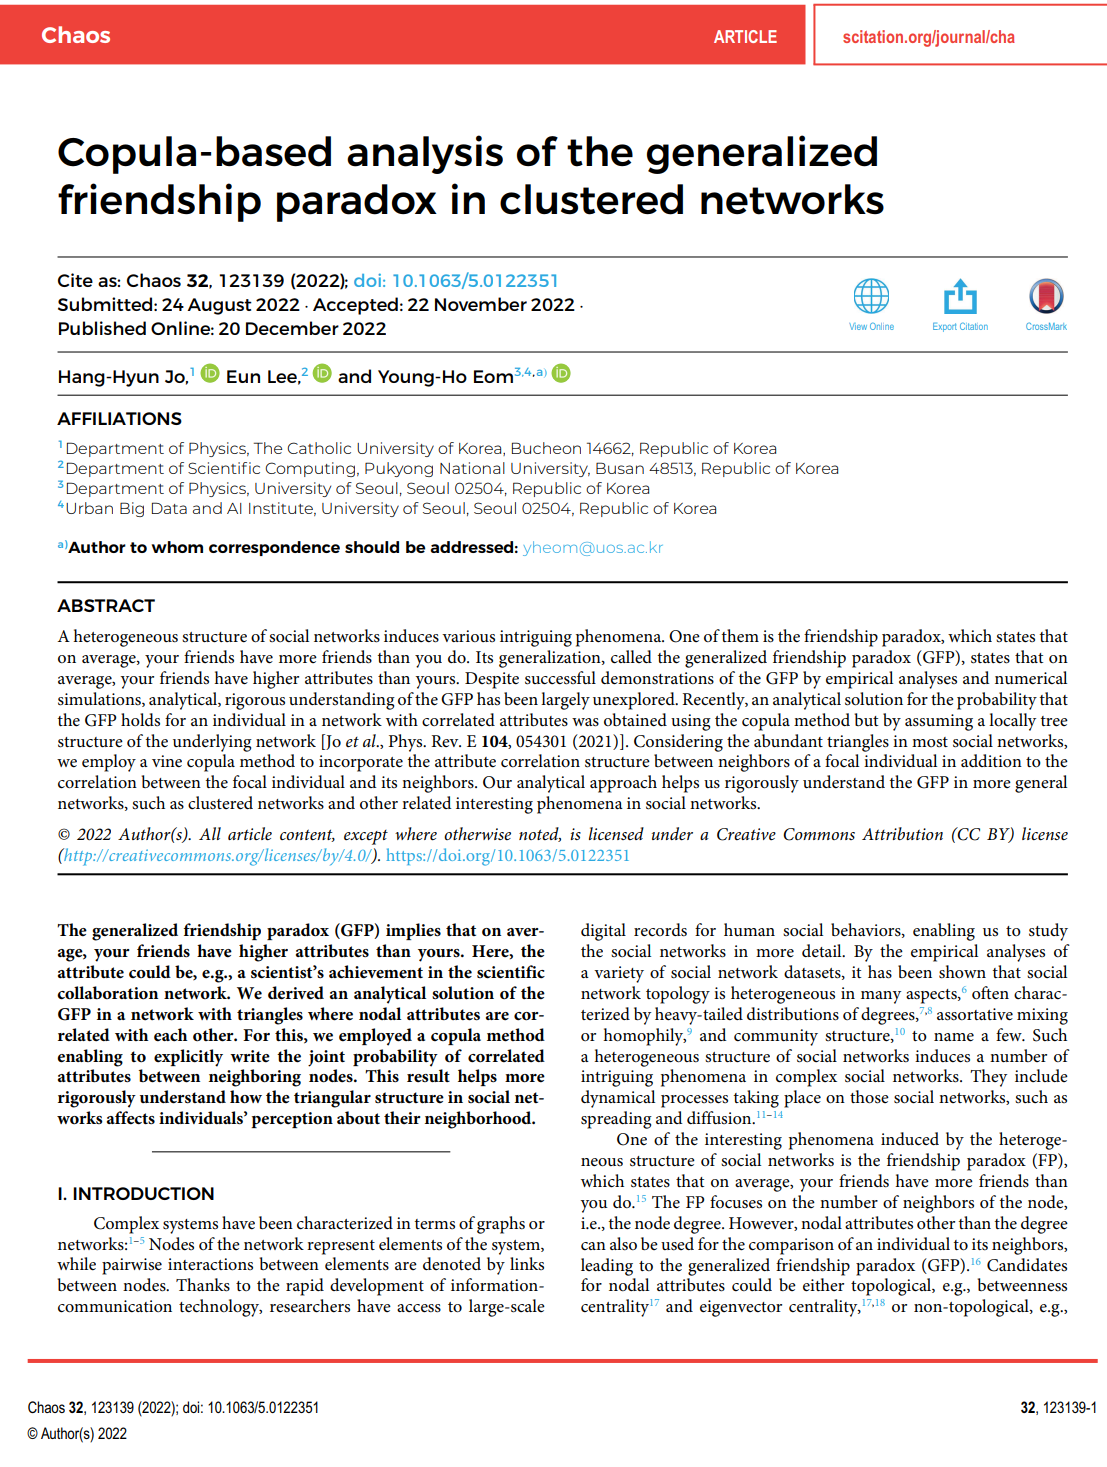 Chaos
ARTICLE
scitation.org/journal/cha
Copula-based analysis of the generalized
friendship paradox in clustered networks
Cite as: Chaos 32, 123139 (2022); doi: 10.1063/5.0122351
Submitted: 24 August 2022 · Accepted: 22 November 2022 ·
Published Online: 20 December 2022
View Online
Export Citation
CrossMark
Hang-Hyun Jo,1 iD Eun Lee,2 iD and Young-Ho Eom3,4,a) iD
AFFILIATIONS
1Department of Physics, The Catholic University of Korea, Bucheon 14662, Republic of Korea
2Department of Scientific Computing, Pukyong National University, Busan 48513, Republic of Korea
3Department of Physics, University of Seoul, Seoul 02504, Republic of Korea
4Urban Big Data and AI Institute, University of Seoul, Seoul 02504, Republic of Korea
a)Author to whom correspondence should be addressed: yheom@uos.ac.kr
ABSTRACT
A heterogeneous structure of social networks induces various intriguing phenomena. One of them is the friendship paradox, which states that
on average, your friends have more friends than you do. Its generalization, called the generalized friendship paradox (GFP), states that on
average, your friends have higher attributes than yours. Despite successful demonstrations of the GFP by empirical analyses and numerical
simulations, analytical, rigorous understanding of the GFP has been largely unexplored. Recently, an analytical solution for the probability that
the GFP holds for an individual in a network with correlated attributes was obtained using the copula method but by assuming a locally tree
structure of the underlying network [Jo et al., Phys. Rev. E 104, 054301 (2021)]. Considering the abundant triangles in most social networks,
we employ a vine copula method to incorporate the attribute correlation structure between neighbors of a focal individual in addition to the
correlation between the focal individual and its neighbors. Our analytical approach helps us rigorously understand the GFP in more general
networks, such as clustered networks and other related interesting phenomena in social networks.
© 2022 Author(s). All article content, except where otherwise noted, is licensed under a Creative Commons Attribution (CC BY) license
(http://creativecommons.org/licenses/by/4.0/). https://doi.org/10.1063/5.0122351
The generalized friendship paradox (GFP) implies that on aver-
age, your friends have higher attributes than yours. Here, the
attribute could be, e.g., a scientist's achievement in the scientific
collaboration network. We derived an analytical solution of the
GFP in a network with triangles where nodal attributes are cor-
related with each other. For this, we employed a copula method
enabling to explicitly write the joint probability of correlated
attributes between neighboring nodes. This result helps more
rigorously understand how the triangular structure in social net-
works affects individuals' perception about their neighborhood.
I. INTRODUCTION
Complex systems have been characterized in terms of graphs or
networks:1–5 Nodes of the network represent elements of the system,
while pairwise interactions between elements are denoted by links
between nodes. Thanks to the rapid development of information-
communication technology, researchers have access to large-scale
digital records for human social behaviors, enabling us to study
the social networks in more detail. By the empirical analyses of
a variety of social network datasets, it has been shown that social
network topology is heterogeneous in many aspects,6 often charac-
terized by heavy-tailed distributions of degrees,7,8 assortative mixing
or homophily,9 and community structure,10 to name a few. Such
a heterogeneous structure of social networks induces a number of
intriguing phenomena in complex social networks. They include
dynamical processes taking place on those social networks, such as
spreading and diffusion.11–14
One of the interesting phenomena induced by the heteroge-
neous structure of social networks is the friendship paradox (FP),
which states that on average, your friends have more friends than
you do.15 The FP focuses on the number of neighbors of the node,
i.e., the node degree. However, nodal attributes other than the degree
can also be used for the comparison of an individual to its neighbors,
leading to the generalized friendship paradox (GFP).16 Candidates
for nodal attributes could be either topological, e.g., betweenness
centrality17 and eigenvector centrality,17,18 or non-topological, e.g.,
Chaos 32, 123139 (2022); doi: 10.1063/5.0122351
32, 123139-1
© Author(s) 2022